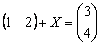 (1 2) + X = (3
4)